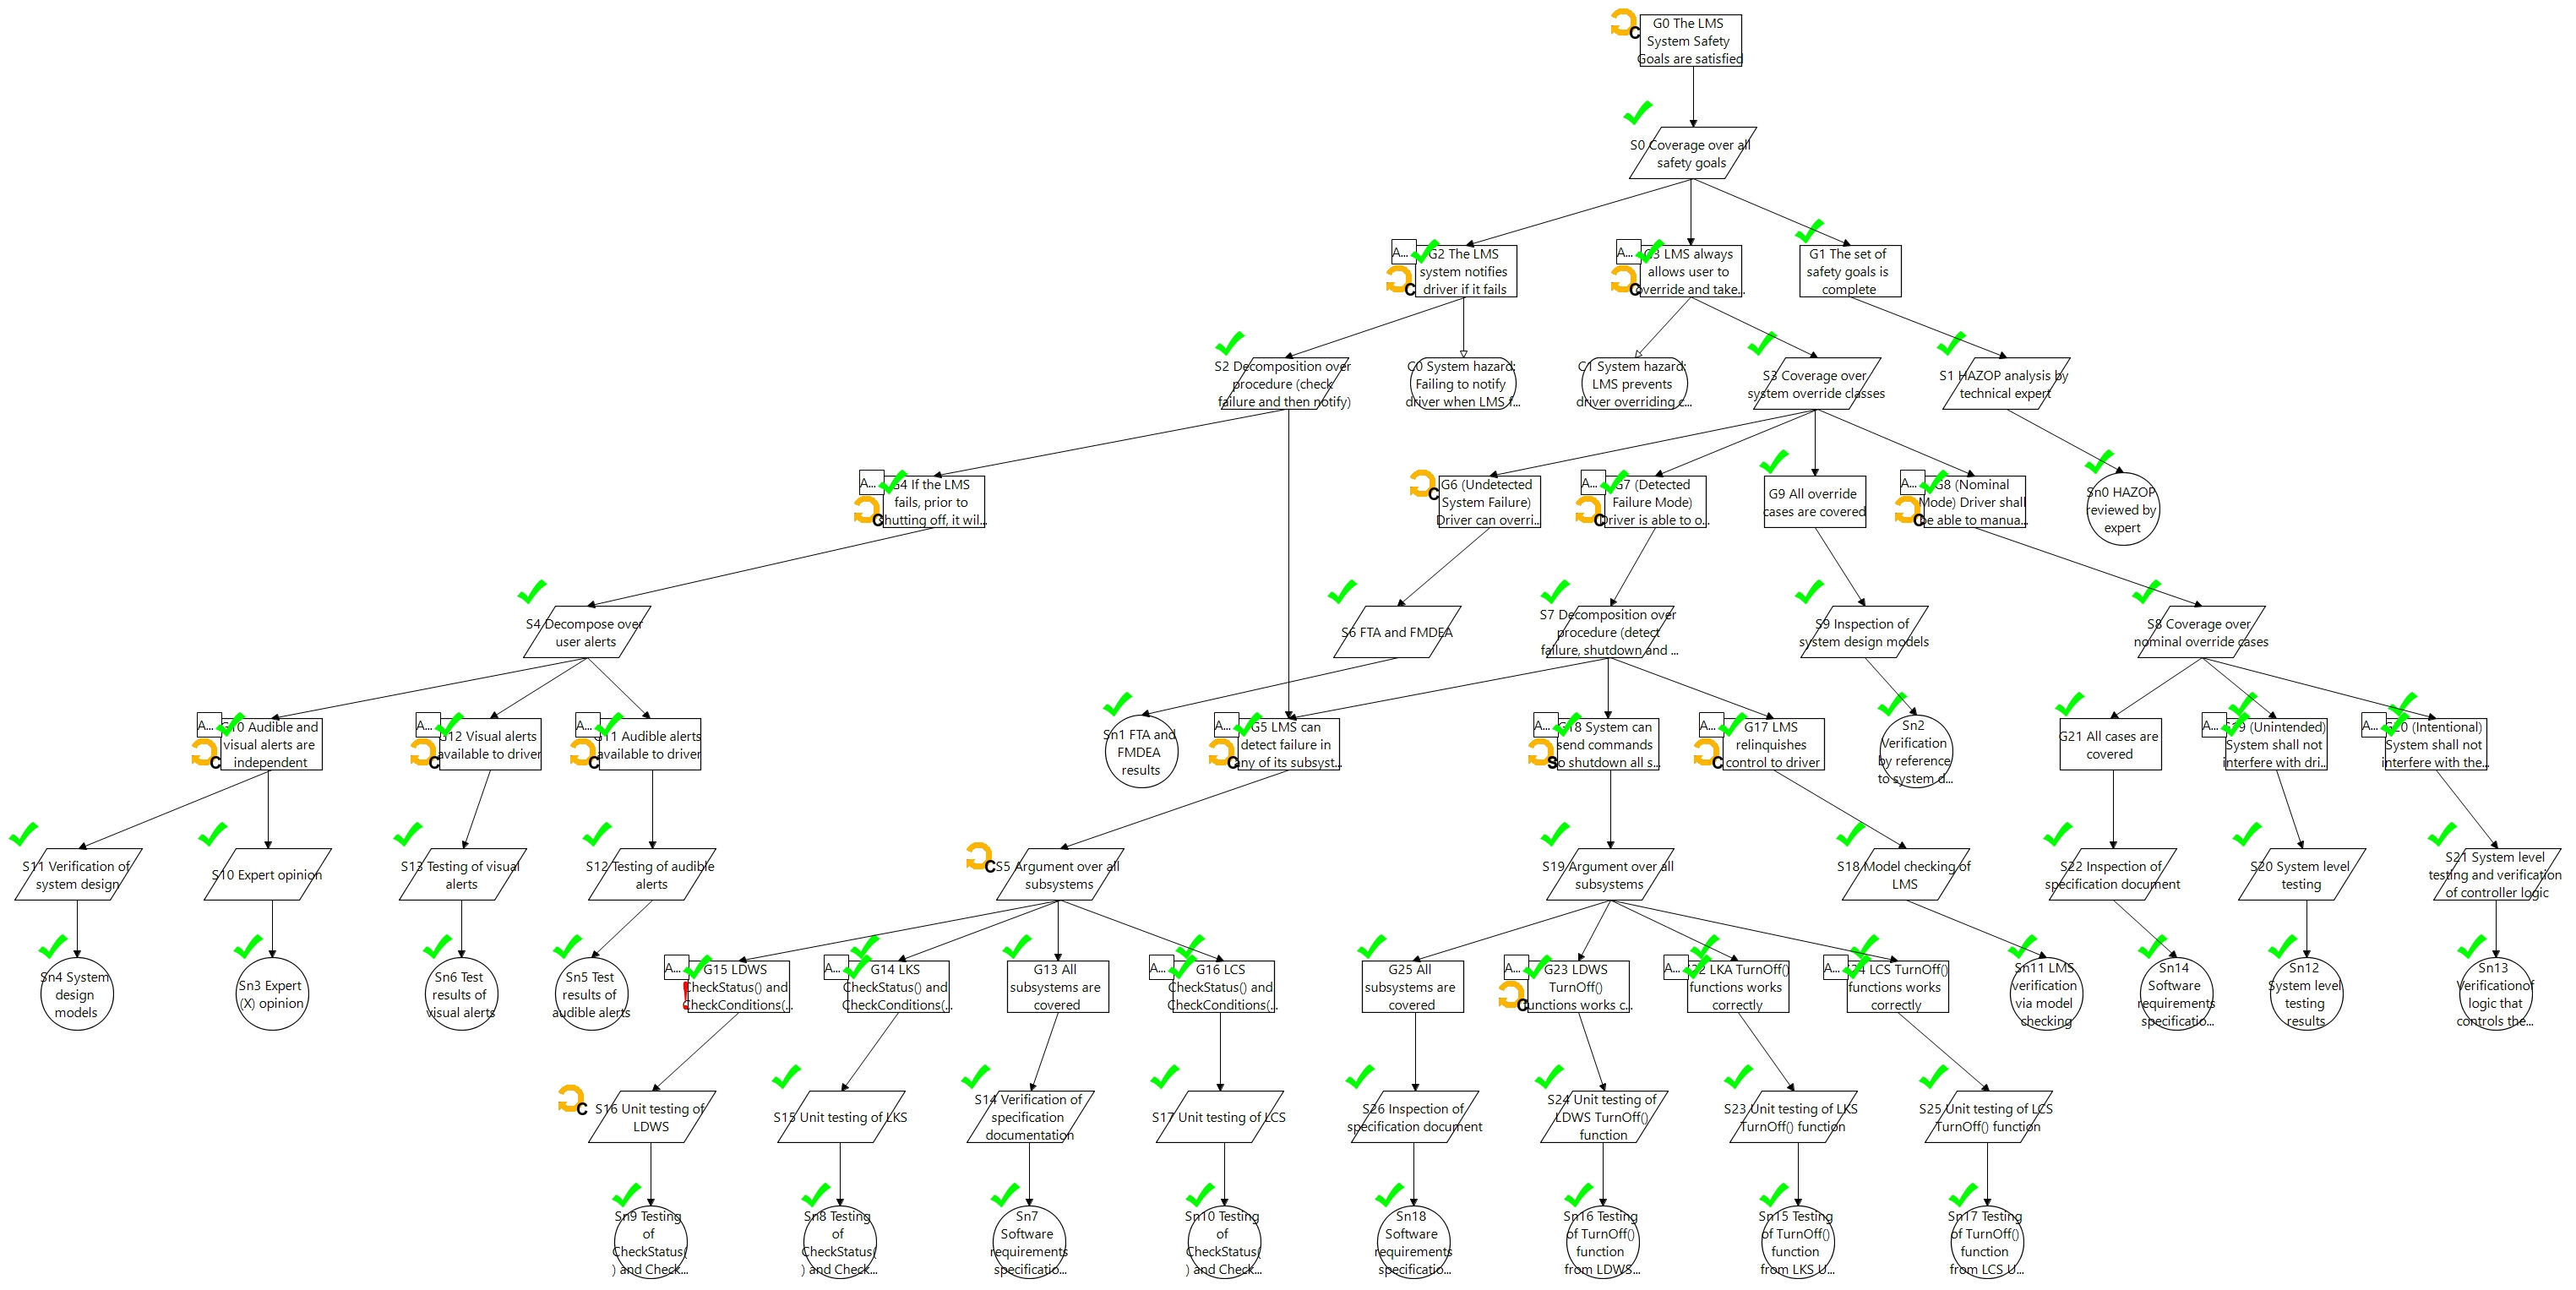 G0 The LMS
System Safety
Goals are satisfied
C
S0 Coverage over all
safety goals
A...
G2 The LMS
system notifies
driver if it fails
C
A...
G3 LMS always
allows user to
override and take...
C
G1 The set of
safety goals is
complete
S2 Decomposition over
procedure (check
failure and then notify)
C0 System hazard:
Failing to notify
driver when LMS f...
C1 System hazard:
LMS prevents
driver overriding c...
S3 Coverage over
system override classes
S1 HAZOP analysis by
technical expert
A...
G4 If the LMS
fails, prior to
shutting off, it wil...
C
G6 (Undetected
System Failure)
Driver can overri...
C
A...
G7 (Detected
Failure Mode)
Driver is able to o...
C
G9 All override
cases are covered
A...
G8 (Nominal
Mode) Driver shall
be able to manua...
C
Sn0 HAZOP
reviewed by
expert
S4 Decompose over
user alerts
S6 FTA and FMDEA
S7 Decomposition over
procedure (detect
failure, shutdown and ...
S9 Inspection of
system design models
S8 Coverage over
nominal override cases
A...
G10 Audible and
visual alerts are
independent
C
A...
G12 Visual alerts
available to driver
C
A...
G11 Audible alerts
available to driver
C
Sn1 FTA and
FMDEA
results
A...
G5 LMS can
detect failure in
any of its subsyst...
C
A...
G18 System can
send commands
to shutdown all s...
S
A...
G17 LMS
relinquishes
control to driver
C
Sn2
Verification
by reference
to system d...
G21 All cases are
covered
A...
G19 (Unintended)
System shall not
interfere with dri...
C
A...
G20 (Intentional)
System shall not
interfere with the...
C
S11 Verification of
system design
S10 Expert opinion
S13 Testing of visual
alerts
S12 Testing of audible
alerts
C
S5 Argument over all
subsystems
S19 Argument over all
subsystems
S18 Model checking of
LMS
S22 Inspection of
specification document
S20 System level
testing
S21 System level
testing and verification
of controller logic
Sn4 System
design
models
Sn3 Expert
(X) opinion
Sn6 Test
results of
visual alerts
Sn5 Test
results of
audible alerts
A...
G15 LDWS
CheckStatus() and
CheckConditions(...
A...
G14 LKS
CheckStatus() and
CheckConditions(...
G13 All
subsystems are
covered
A...
G16 LCS
CheckStatus() and
CheckConditions(...
G25 All
subsystems are
covered
A...
G23 LDWS
TurnOff()
functions works c...
C
A...
G22 LKA TurnOff()
functions works
correctly
A...
G24 LCS TurnOff()
functions works
correctly
Sn11 LMS
verification
via model
checking
Sn14
Software
requirements
specificatio...
Sn12
System level
testing
results
Sn13
Verificationof
logic that
controls the...
C
S16 Unit testing of
LDWS
S15 Unit testing of LKS
S14 Verification of
specification
documentation
S17 Unit testing of LCS
S26 Inspection of
specification document
S24 Unit testing of
LDWS TurnOff()
function
S23 Unit testing of LKS
TurnOff() function
S25 Unit testing of LCS
TurnOff() function
Sn9 Testing
of
CheckStatus(
) and Check...
Sn8 Testing
of
CheckStatus(
) and Check...
Sn7
Software
requirements
specificatio...
Sn10 Testing
of
CheckStatus(
) and Check...
Sn18
Software
requirements
specificatio...
Sn16 Testing
of TurnOff()
function
from LDWS...
Sn15 Testing
of TurnOff()
function
from LKS U...
Sn17 Testing
of TurnOff()
function
from LCS U...